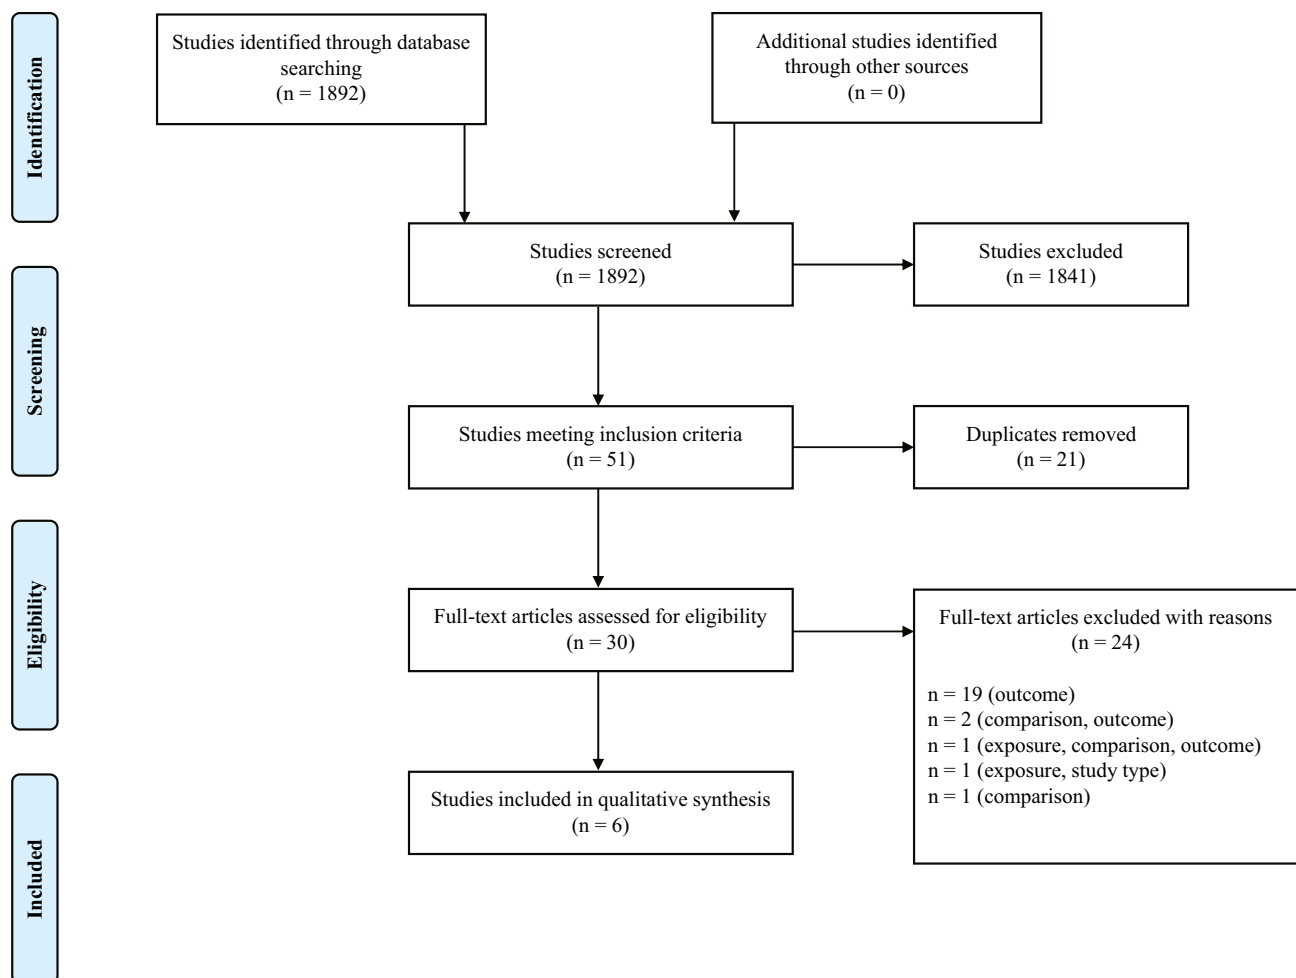 Identification
Studies identified through database
searching
(n = 1892)
Additional studies identified
through other sources
(n = 0)
Studies screened
(n = 1892)
Studies excluded
(n = 1841)
Screening
Studies meeting inclusion criteria
(n = 51)
Duplicates removed
(n = 21)
Eligibility
Full-text articles assessed for eligibility
(n = 30)
Full-text articles excluded with reasons
(n = 24)
n = 19 (outcome)
n = 2 (comparison, outcome)
n = 1 (exposure, comparison, outcome)
n = 1 (exposure, study type)
n = 1 (comparison)
Included
Studies included in qualitative synthesis
(n = 6)